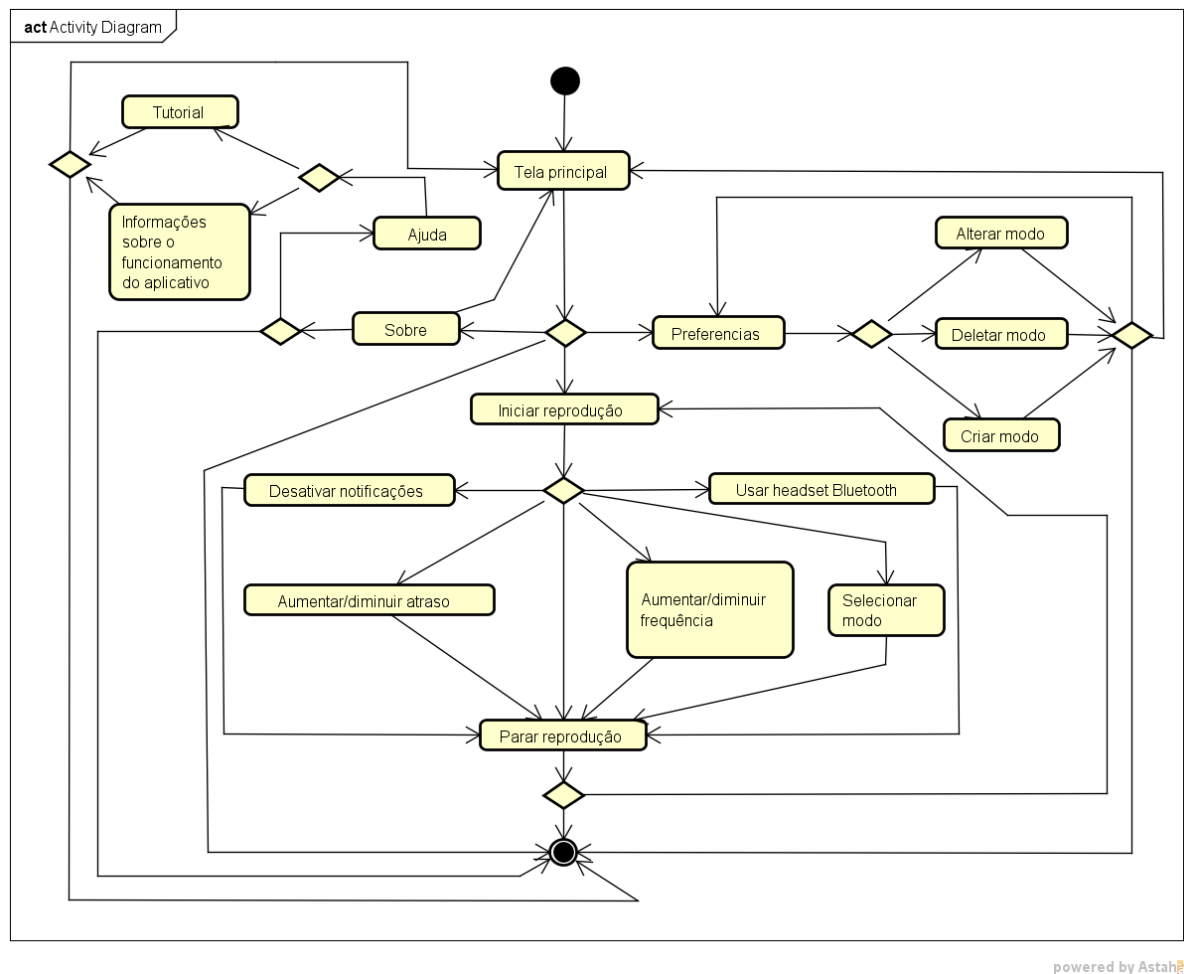 act Activity Diagram
Tutorial
Tela principal
Informações
sobre o
funcionamento
do aplicativo
Ajuda
Alterar modo
Sobre
Preferencias
Deletar modo
Iniciar reprodução
Criar modo
Desativar notificações
Usar headset Bluetooth
Aumentar/diminuir atraso
Aumentar/diminuir
frequência
Selecionar
modo
Parar reprodução
powered by Astah